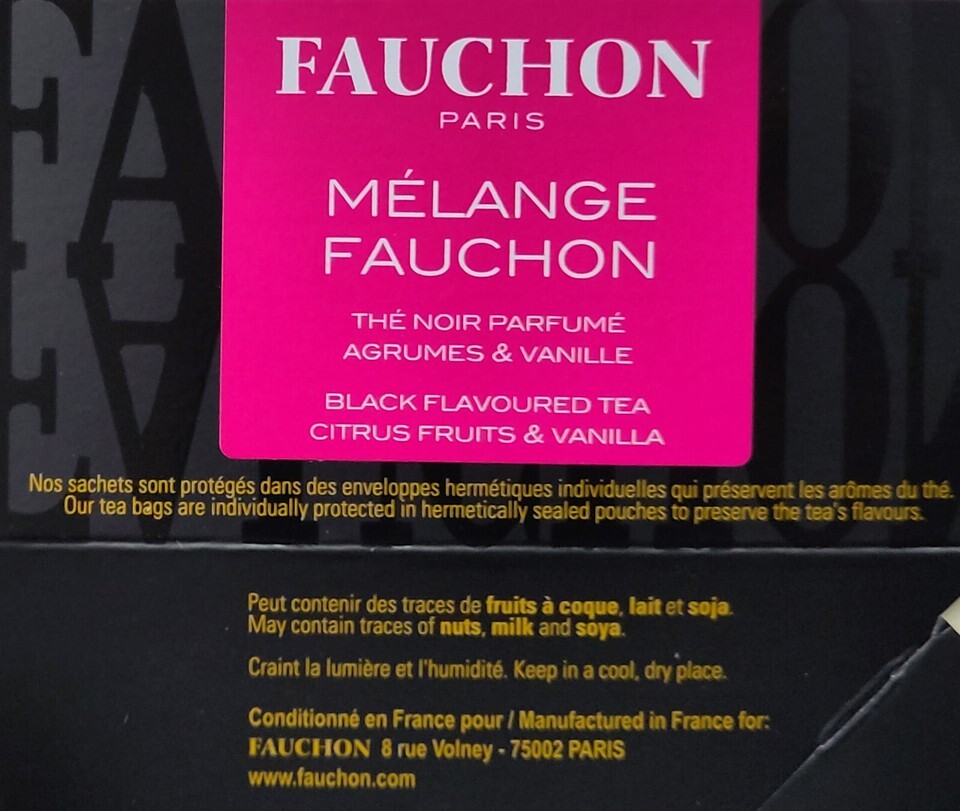 FAUCHON
PARIS
MÉLANGE
FAUCHON
THÉ NOIR PARFUMÉ
AGRUMES & VANILLE
BLACK FLAVOURED TEA
CITRUS FRUITS & VANILLA
Nos sachets sont protégés dans des enveloppes hermétiques individuelles qui préservent les arômes du thé.
Our tea bags are individually protected in hermetically sealed pouches to preserve the tea's flavours.
Peut contenir des traces de fruits à coque, lait et soja.
May contain traces of nuts, milk and soya.
Craint la lumière et l'humidité. Keep in a cool, dry place.
Conditionné en France pour / Manufactured in France for:
FAUCHON 8 rue Volney - 75002 PARIS
www.fauchon.com